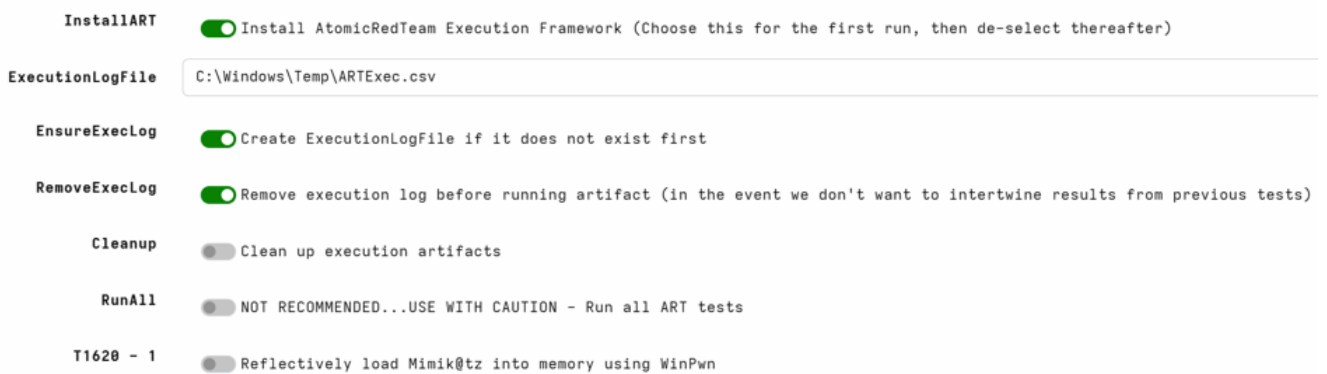 InstallART Install AtomicRedTeam Execution Framework (Choose this for the first run, then de-select thereafter)
ExecutionLogFile C:\Windows\Temp\ARTExec.csv
EnsureExecLog Create ExecutionLogFile if it does not exist first
RemoveExecLog Remove execution log before running artifact (in the event we don't want to intertwine results from previous tests)
Cleanup Clean up execution artifacts
RunAll NOT RECOMMENDED...USE WITH CAUTION - Run all ART tests
T1620 - 1 Reflectively load Mimik@tz into memory using WinPwn